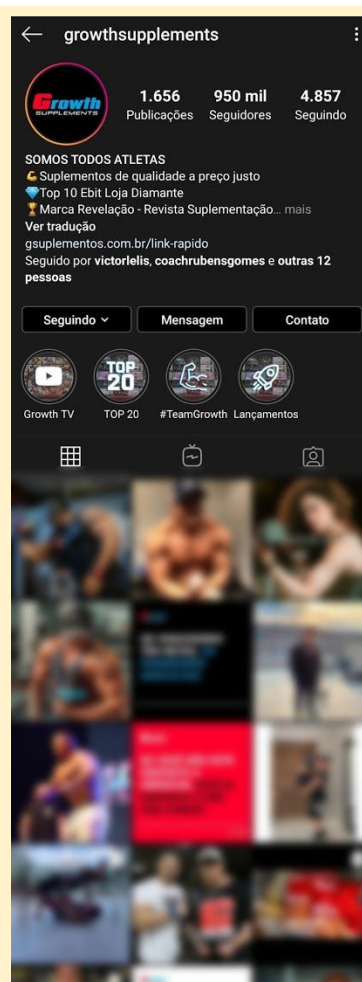 growthsupplements
Growth
SUPPLEMENTS
1.656
950 mil
4.857
Publicações
Seguidores
Seguindo
SOMOS TODOS ATLETAS
💪Suplementos de qualidade a preço justo
💎Top 10 Ebit Loja Diamante
🏆Marca Revelação - Revista Suplementação... mais
Ver tradução
gsuplementos.com.br/link-rapido
Seguido por victorlelis, coachrubensgomes e outras 12
pessoas
Seguindo
Mensagem
Contato
TOP
20
Growth TV
TOP 20
#TeamGrowth
Lançamentos